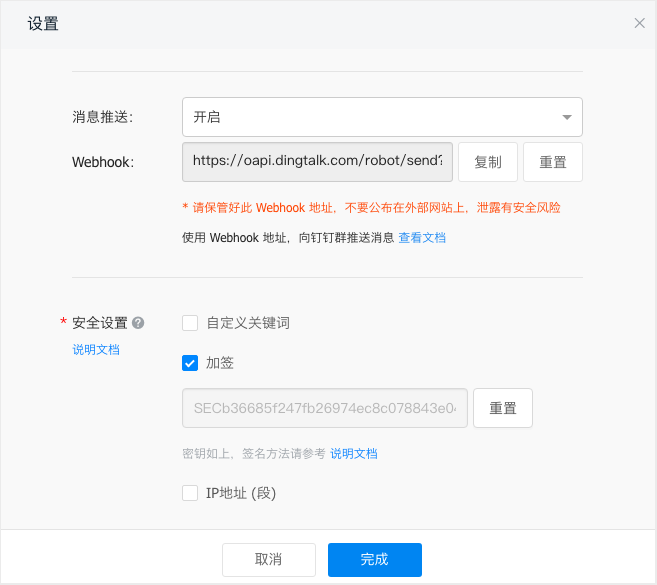 设置
消息推送:
开启
Webhook:
https://oapi.dingtalk.com/robot/send?
复制
重置
* 请保管好此 Webhook 地址，不要公布在外部网站上，泄露有安全风险
使用 Webhook 地址，向钉钉群推送消息 查看文档
* 安全设置
自定义关键词
说明文档
加签
SECb36685f247fb26974ec8c078843e0
重置
密钥如上，签名方法请参考 说明文档
IP地址 (段)
取消
完成